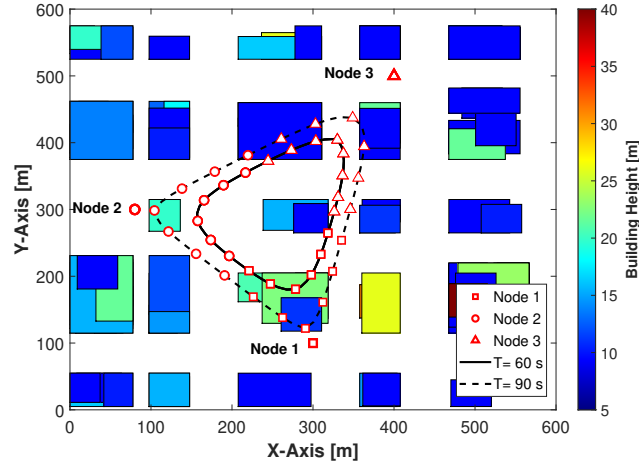 600
500
400
300
200
100
0
Y-Axis [m]
0 100 200 300 400 500 600
X-Axis [m]
Node 3
Node 2
Node 1
Node 1
Node 2
Node 3
T= 60 s
T= 90 s
40
35
30
25
20
15
10
5
Building Height [m]